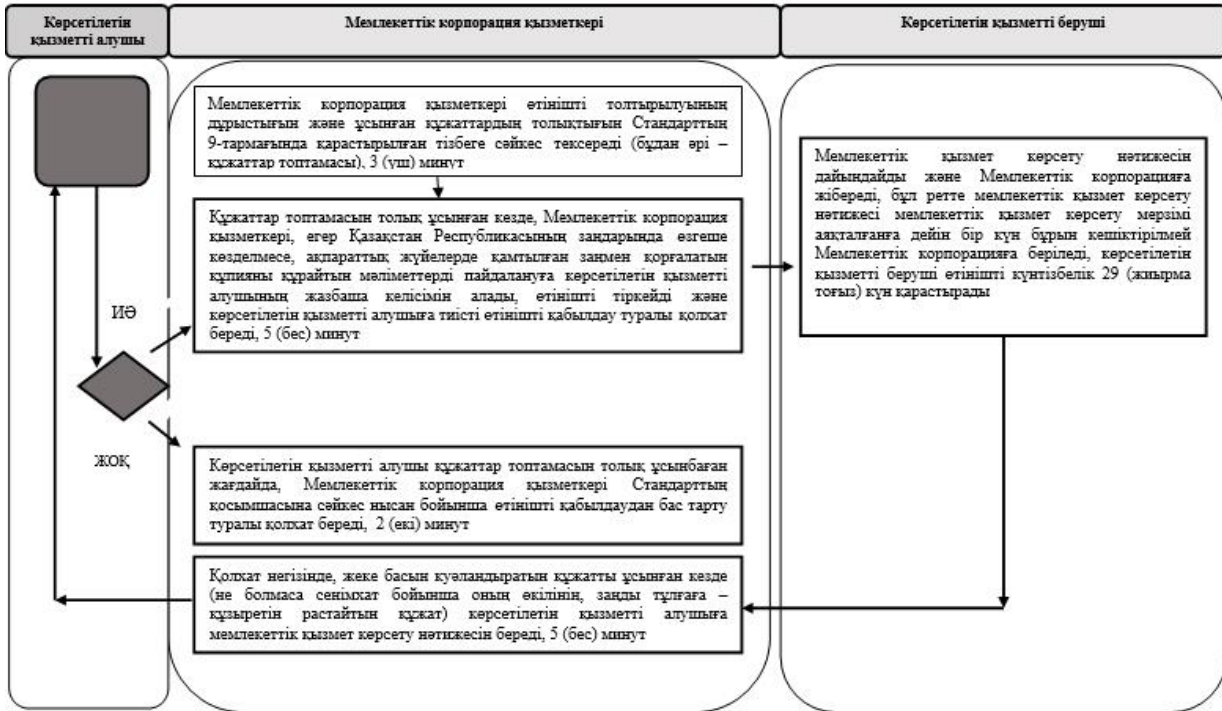 Көрсетілетін
қызметті алушы
Мемлекеттік корпорация қызметкері
Көрсетілетін қызметті беруші
Мемлекеттік корпорация қызметкері өтінішті толтырылуының
дұрыстығын және ұсынған құжаттардың толықтығын Стандарттың
9-тармағында қарастырылған тізбеге сәйкес тексереді (бұдан әрі –
құжаттар топтамасы), 3 (үш) минут
Құжаттар топтамасын толық ұсынған кезде, Мемлекеттік корпорация
қызметкері, егер Қазақстан Республикасының заңдарында өзгеше
көзделмесе, ақпараттық жүйелерде қамтылған заңмен қорғалатын
құпияны құрайтын мәліметтерді пайдалануға көрсетілетін қызметті
алушының жазбаша келісімін алады, өтінішті тіркейді және
көрсетілетін қызметті алушыға тиісті өтінішті қабылдау туралы қолхат
береді, 5 (бес) минут
Мемлекеттік қызмет көрсету нәтижесін
дайындайды және Мемлекеттік корпорацияға
жібереді, бұл ретте мемлекеттік қызмет көрсету
нәтижесі мемлекеттік қызмет көрсету мерзімі
аяқталғанға дейін бір күн бұрын кешіктірілмей
Мемлекеттік корпорацияға беріледі, көрсетілетін
қызметті беруші өтінішті күнтізбелік 29 (жиырма
тоғыз) күн қарастырады
ИӘ
ЖОҚ
Көрсетілетін қызметті алушы құжаттар топтамасын толық ұсынбаған
жағдайда, Мемлекеттік корпорация қызметкері Стандарттың
қосымшасына сәйкес нысан бойынша өтінішті қабылдаудан бас тарту
туралы қолхат береді, 2 (екі) минут
Қолхат негізінде, жеке басын куәландыратын құжатты ұсынған кезде
(не болмаса сенімхат бойынша оның өкілінің, заңды тұлғаға –
құзыретін растайтын құжат) көрсетілетін қызметті алушыға
мемлекеттік қызмет көрсету нәтижесін береді, 5 (бес) минут